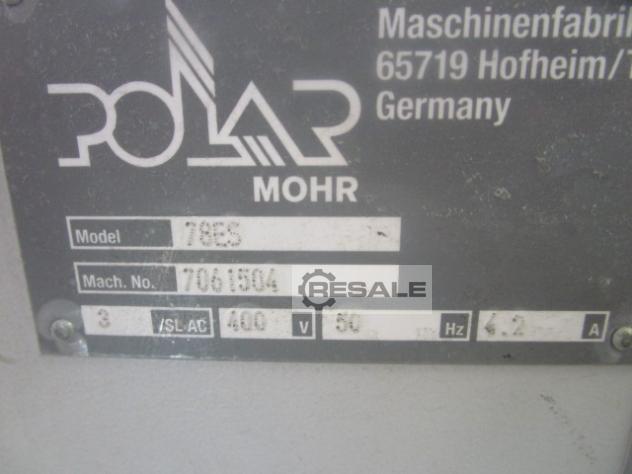 Maschinenfabrik
65719 Hofheim/T
Germany
POLAR
MOHR
Model 78ES
Mach. No. 7061504
RESALE
3 /SL-AC 400 V 50 Hz 4.2 A